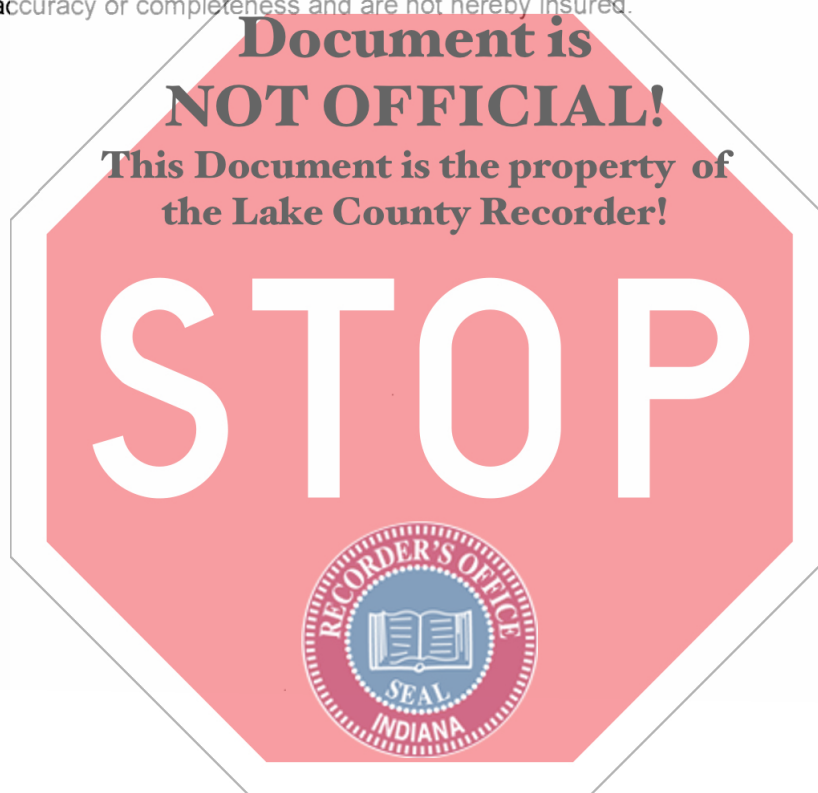 accuracy or completeness and are not hereby insured.
Document is
NOT OFFICIAL!
This Document is the property of
the Lake County Recorder!
STOP
RECORDER'S OFFICE
SEAL
INDIANA